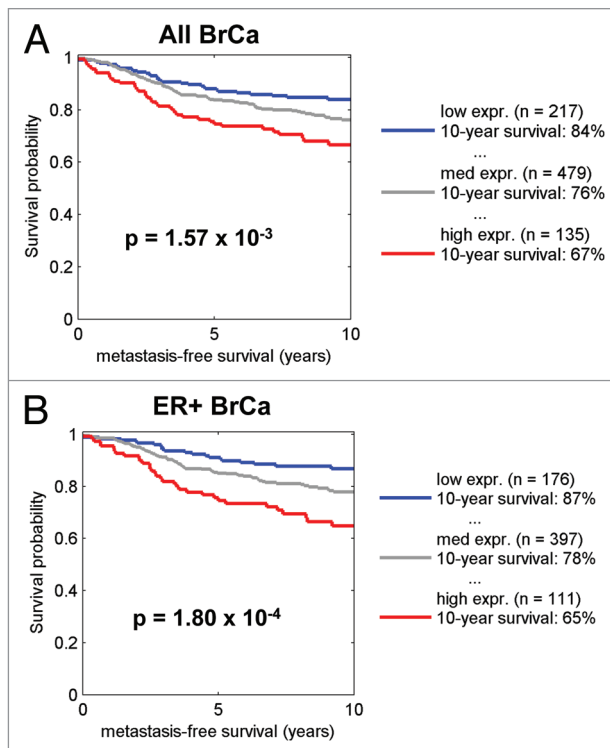 A
All BrCa
1
0.8
0.6
0.4
0.2
0
Survival probability
p = 1.57 x 10⁻³
0 5 10
metastasis-free survival (years)
low expr. (n = 217)
10-year survival: 84%
...
med expr. (n = 479)
10-year survival: 76%
...
high expr. (n = 135)
10-year survival: 67%
B
ER+ BrCa
1
0.8
0.6
0.4
0.2
0
Survival probability
p = 1.80 x 10⁻⁴
0 5 10
metastasis-free survival (years)
low expr. (n = 176)
10-year survival: 87%
...
med expr. (n = 397)
10-year survival: 78%
...
high expr. (n = 111)
10-year survival: 65%